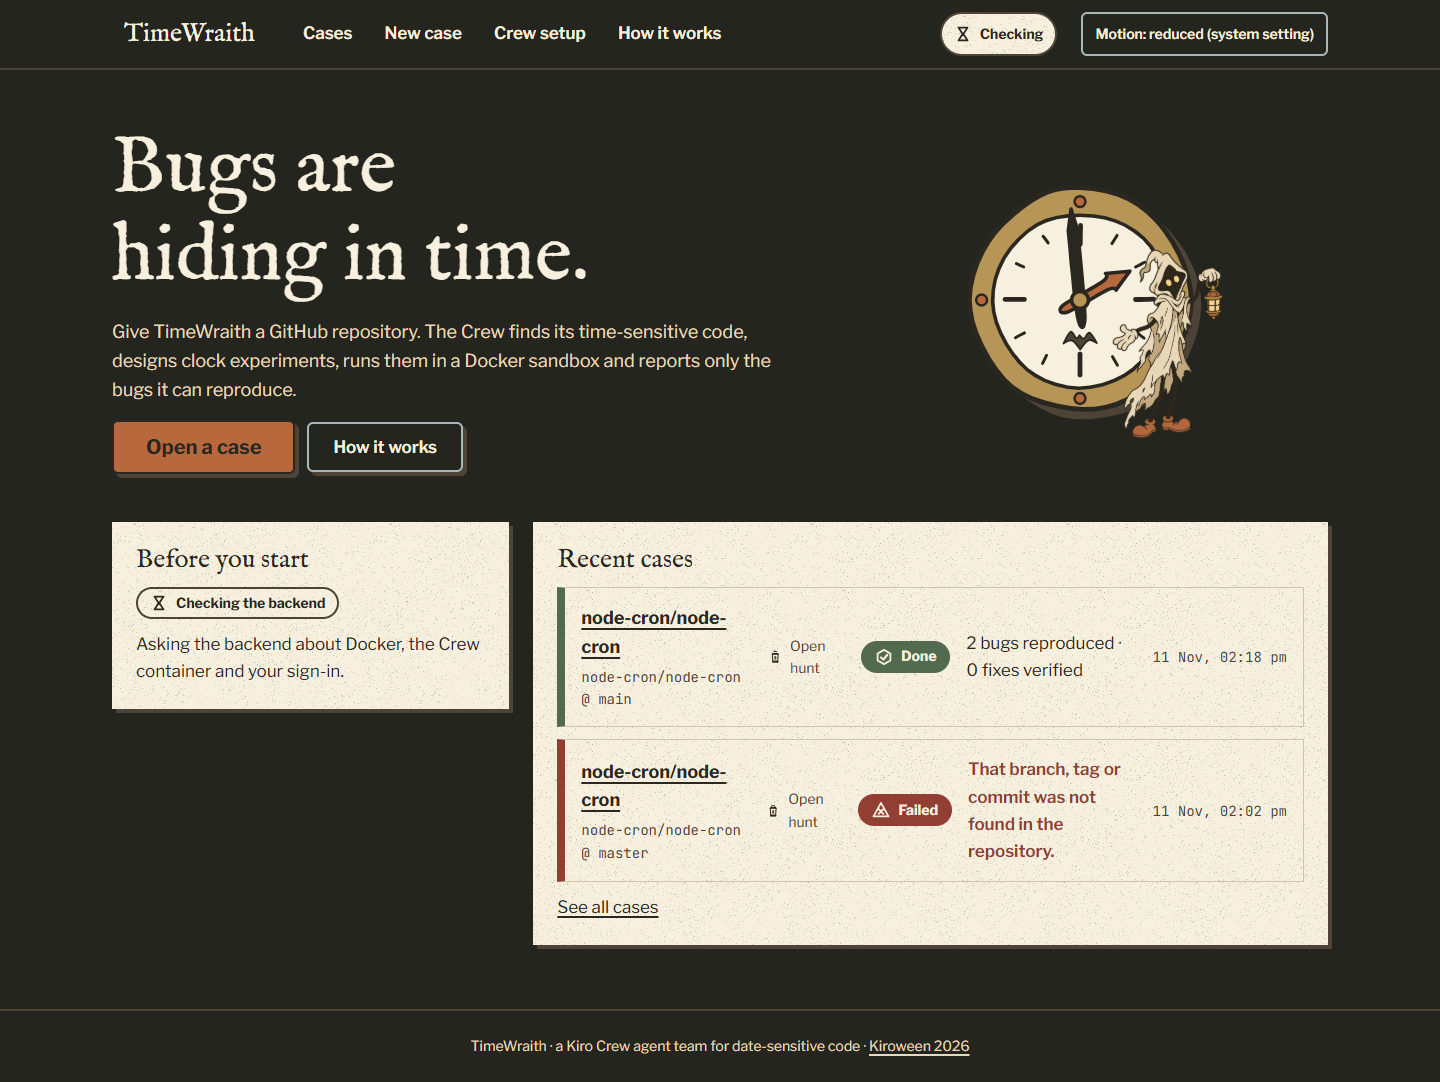 TimeWraith
Cases
New case
Crew setup
How it works
Checking
Motion: reduced (system setting)
Bugs are
hiding in time.
Give TimeWraith a GitHub repository. The Crew finds its time-sensitive code,
designs clock experiments, runs them in a Docker sandbox and reports only the
bugs it can reproduce.
Open a case
How it works
Before you start
Checking the backend
Asking the backend about Docker, the Crew
container and your sign-in.
Recent cases
node-cron/node-
cron
node-cron/node-cron
@ main
Open
hunt
Done
2 bugs reproduced ·
0 fixes verified
11 Nov, 02:18 pm
node-cron/node-
cron
node-cron/node-cron
@ master
Open
hunt
Failed
That branch, tag or
commit was not
found in the
repository.
11 Nov, 02:02 pm
See all cases
TimeWraith · a Kiro Crew agent team for date-sensitive code · Kiroween 2026